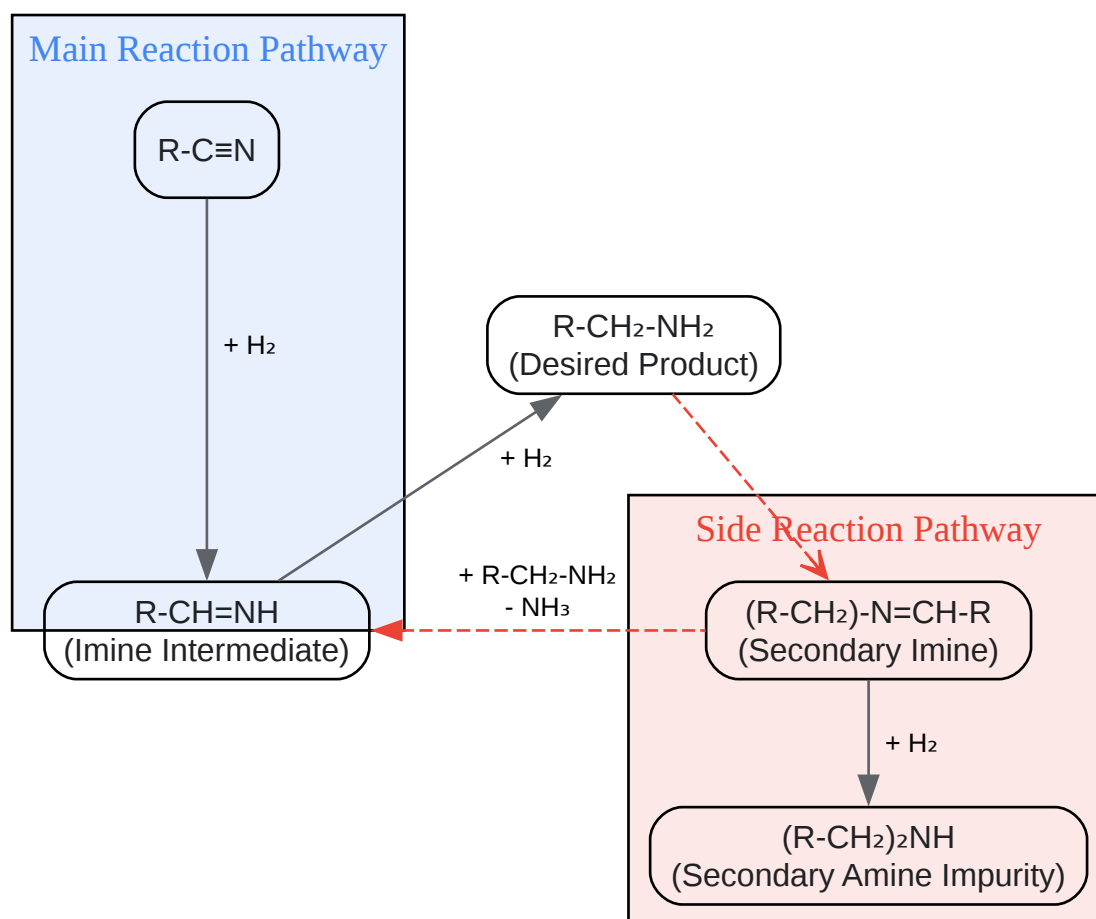 Main Reaction Pathway
R-C≡N
+ H₂
R-CH₂-NH₂
(Desired Product)
+ H₂
Side Reaction Pathway
+ R-CH₂-NH₂
- NH₃
R-CH=NH
(Imine Intermediate)
(R-CH₂)-N=CH-R
(Secondary Imine)
+ H₂
(R-CH₂)₂NH
(Secondary Amine Impurity)